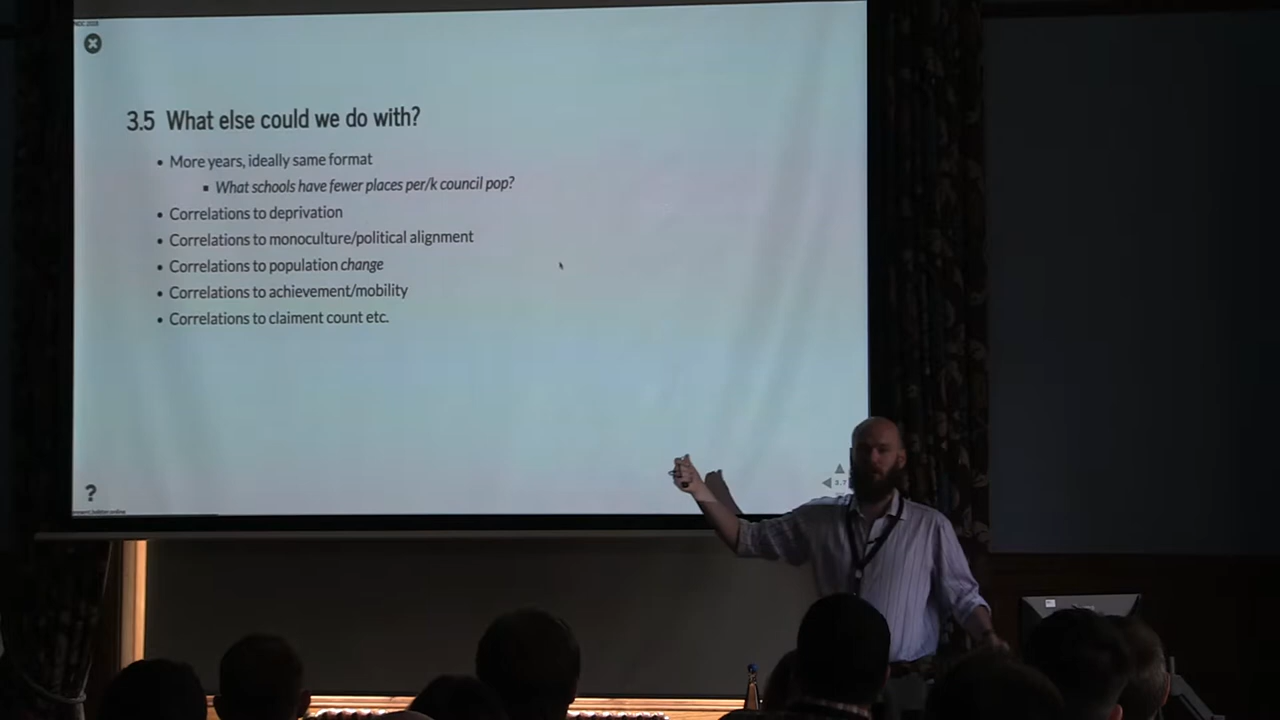 3.5 What else could we do with?
• More years, ideally same format
▪ What schools have fewer places per/k council pop?
• Correlations to deprivation
• Correlations to monoculture/political alignment
• Correlations to population change
• Correlations to achievement/mobility
• Correlations to claiment count etc.
?
3.7